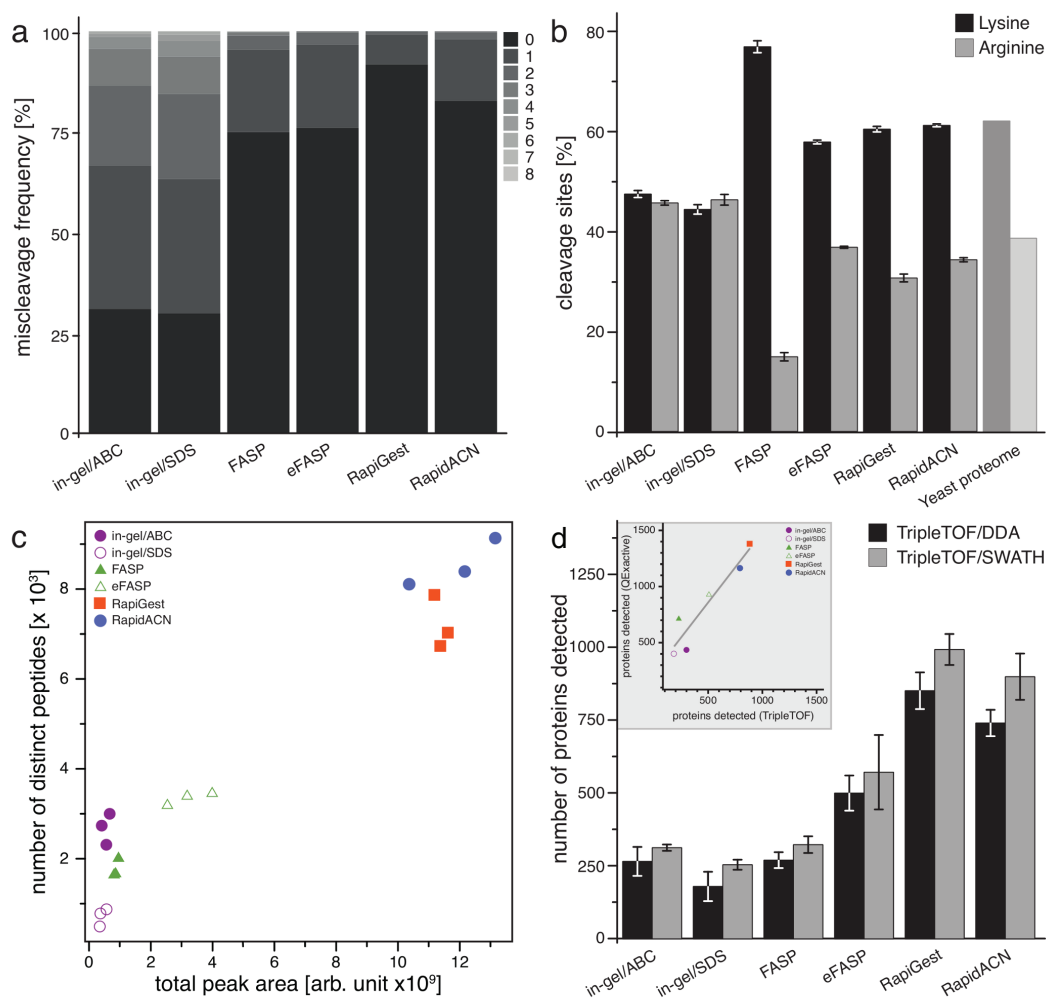 a
miscleavage frequency [%]
100
75
50
25
0
in-gel/ABC
in-gel/SDS
FASP
eFASP
RapiGest
RapidACN
0
1
2
3
4
5
6
7
8
b
cleavage sites [%]
80
60
40
20
0
Lysine
Arginine
in-gel/ABC
in-gel/SDS
FASP
eFASP
RapiGest
RapidACN
Yeast proteome
c
number of distinct peptides [x 10³]
8
6
4
2
in-gel/ABC
in-gel/SDS
FASP
eFASP
RapiGest
RapidACN
0 2 4 6 8 10 12
total peak area [arb. unit x10⁹]
d
number of proteins detected
1250
1000
750
500
250
0
TripleTOF/DDA
TripleTOF/SWATH
proteins detected (QExactive)
1500
1000
500
in-gel/ABC
in-gel/SDS
FASP
eFASP
RapiGest
RapidACN
500 1000 1500
proteins detected (TripleTOF)
in-gel/ABC
in-gel/SDS
FASP
eFASP
RapiGest
RapidACN